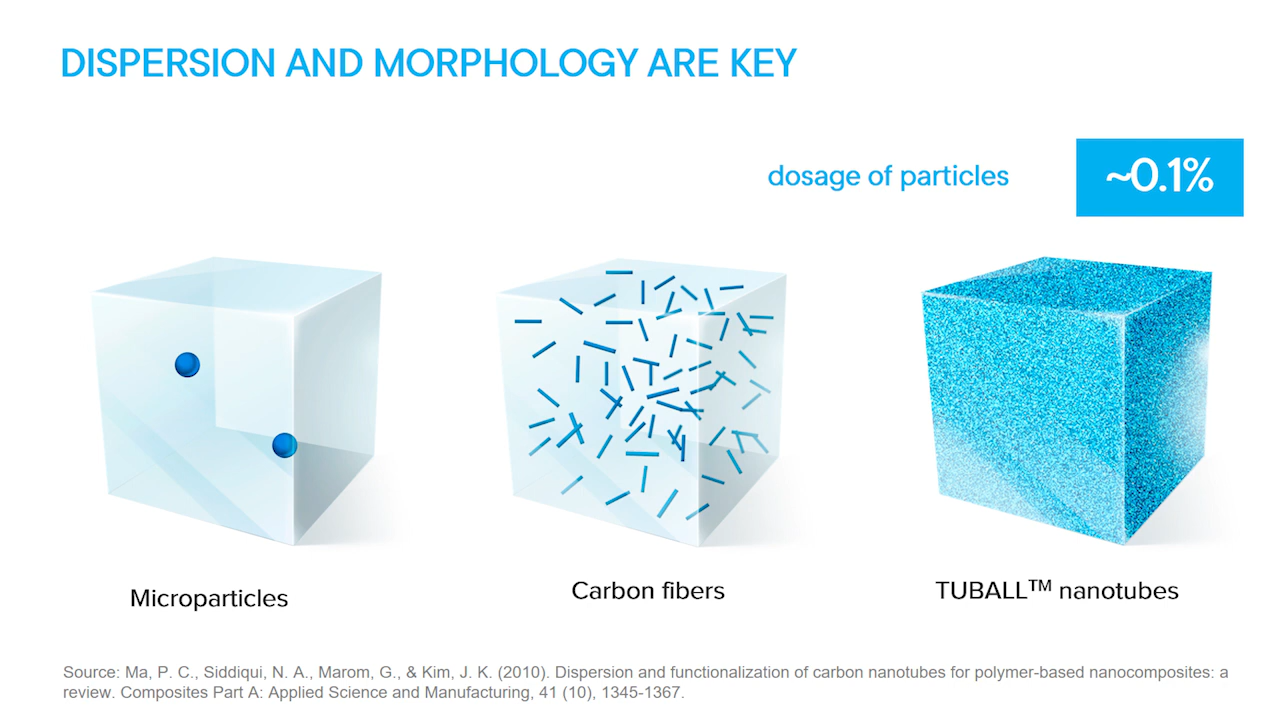 DISPERSION AND MORPHOLOGY ARE KEY
dosage of particles
~0.1%
Microparticles
Carbon fibers
TUBALL™ nanotubes
Source: Ma, P. C., Siddiqui, N. A., Marom, G., & Kim, J. K. (2010). Dispersion and functionalization of carbon nanotubes for polymer-based nanocomposites: a
review. Composites Part A: Applied Science and Manufacturing, 41 (10), 1345-1367.